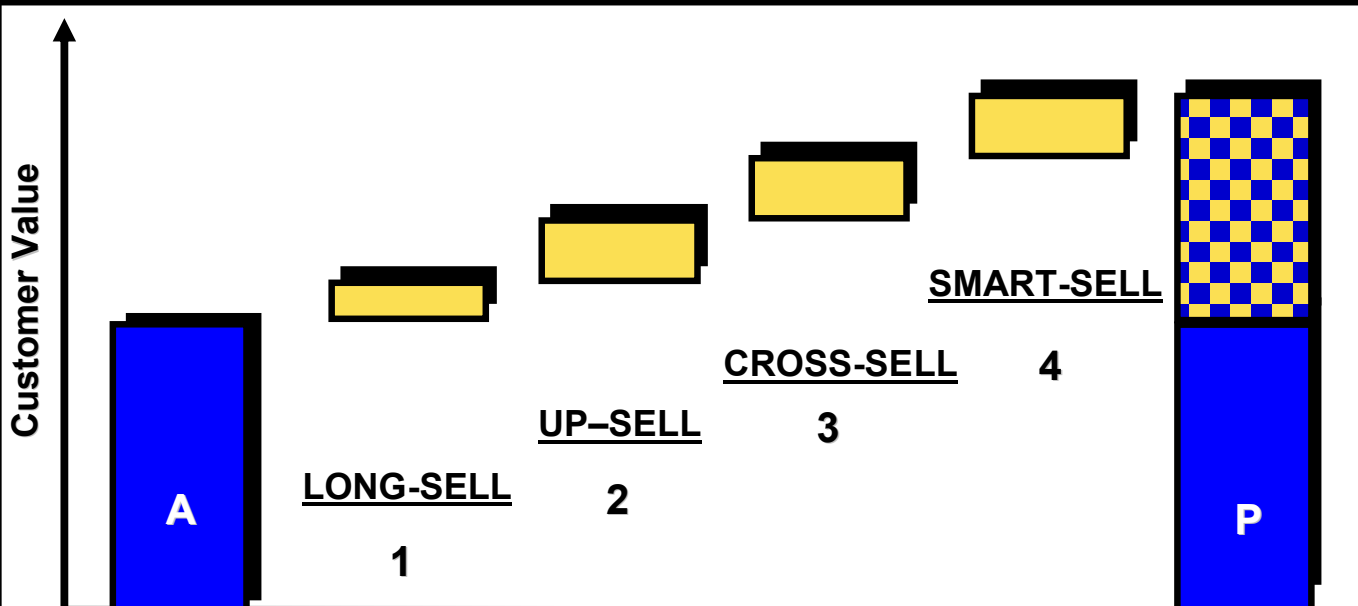 Customer Value
A
LONG-SELL
1
UP–SELL
2
CROSS-SELL
3
SMART-SELL
4
P